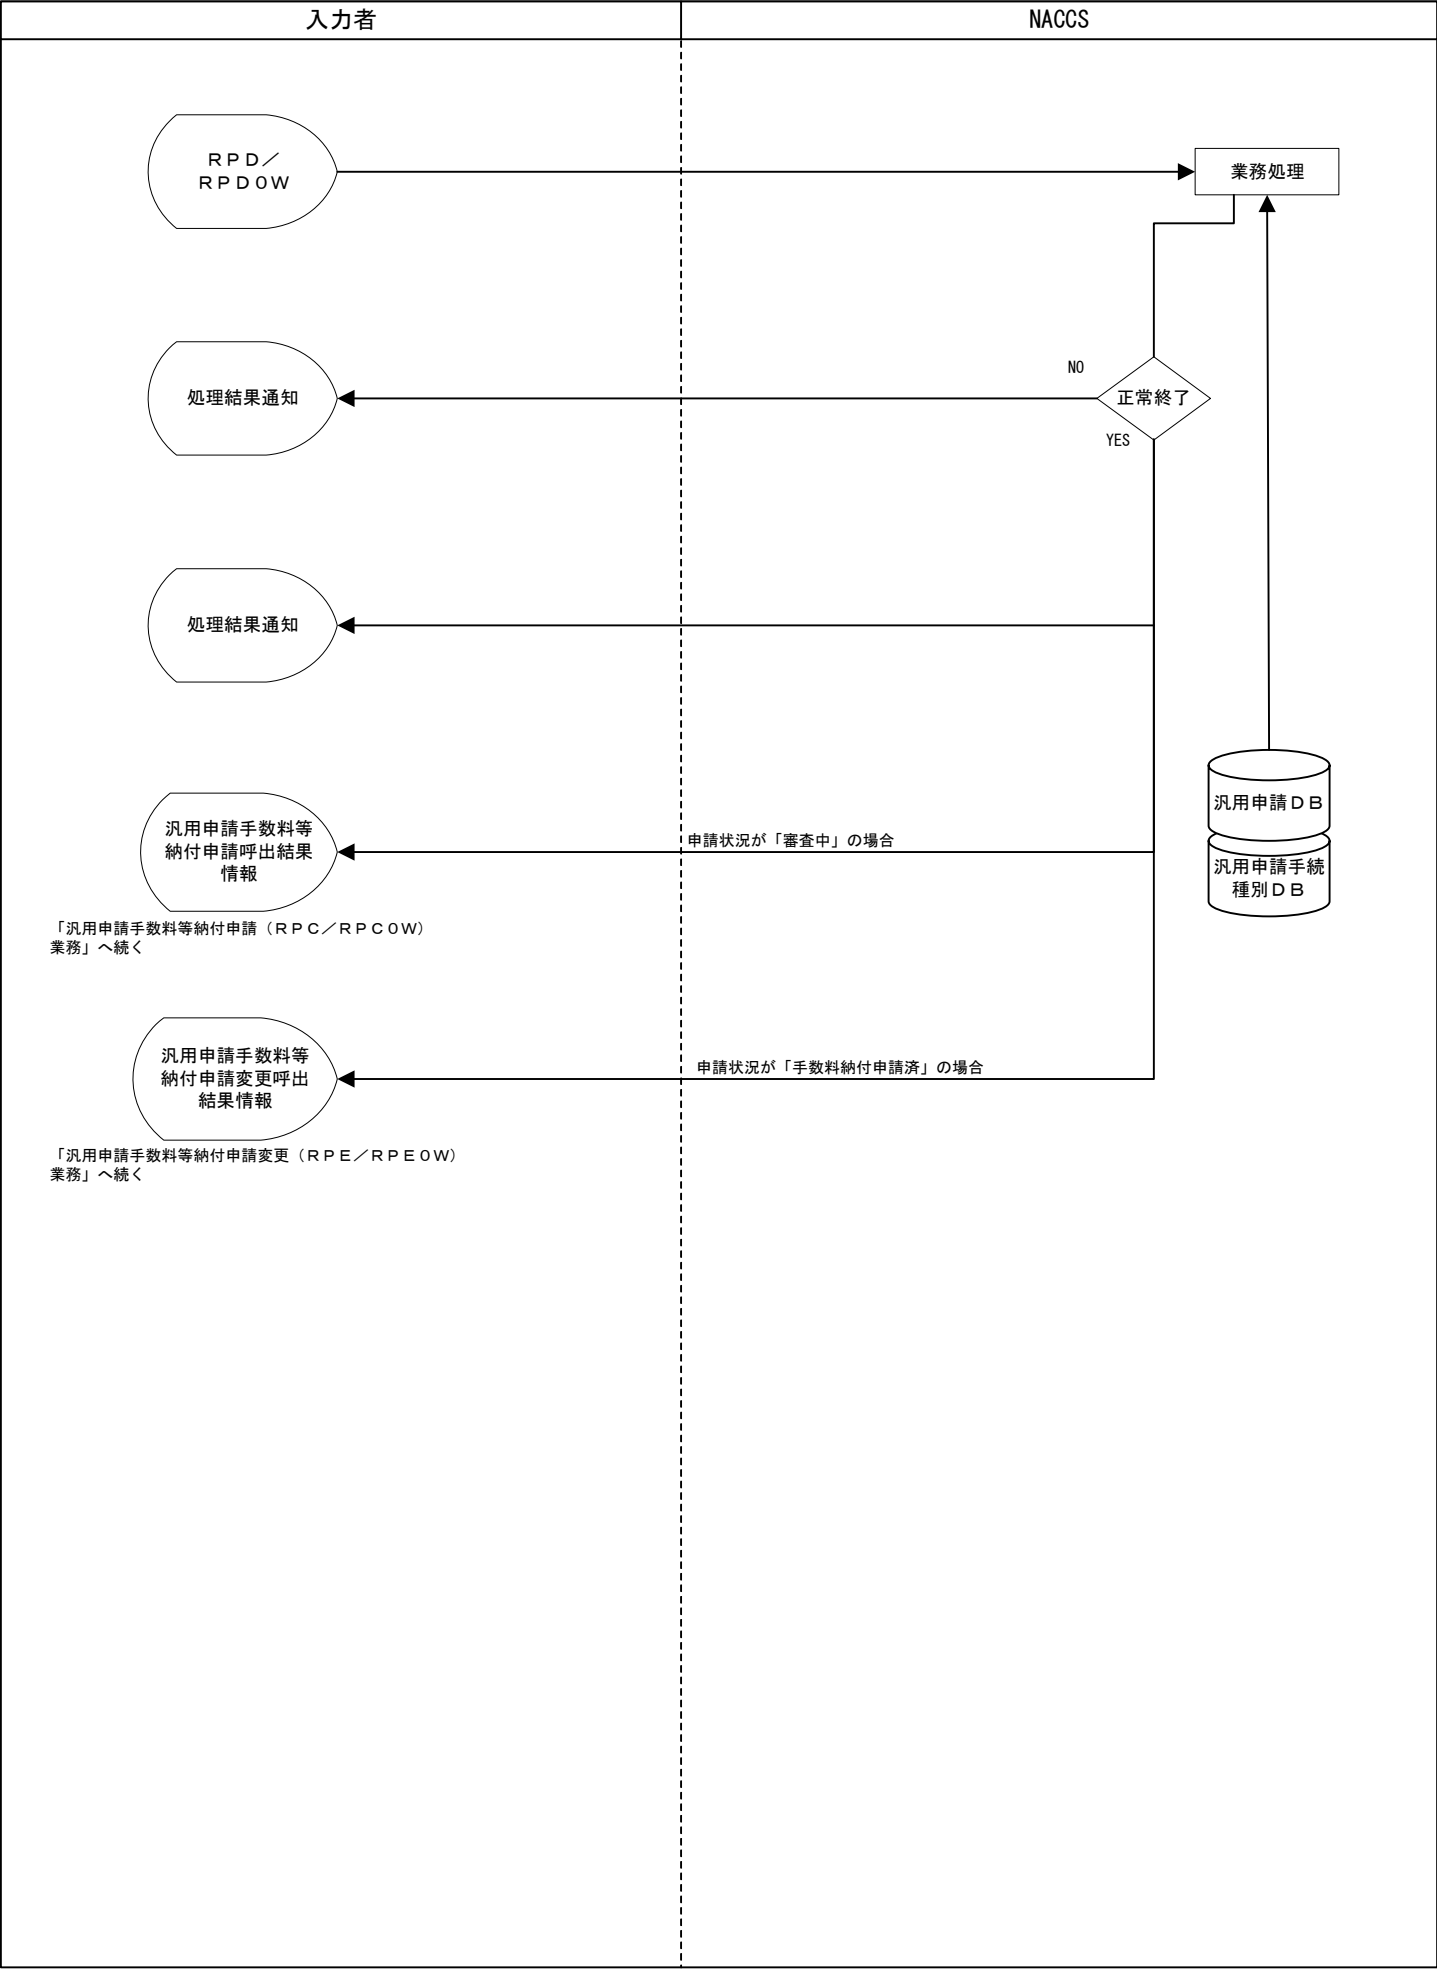 入力者
NACCS
ＲＰＤ／
ＲＰＤ０Ｗ
業務処理
NO
処理結果通知
正常終了
YES
処理結果通知
汎用申請ＤＢ
汎用申請手数料等
納付申請呼出結果
情報
申請状況が「審査中」の場合
汎用申請手続
種別ＤＢ
「汎用申請手数料等納付申請（ＲＰＣ／ＲＰＣ０Ｗ）
業務」へ続く
汎用申請手数料等
納付申請変更呼出
結果情報
申請状況が「手数料納付申請済」の場合
「汎用申請手数料等納付申請変更（ＲＰＥ／ＲＰＥ０Ｗ）
業務」へ続く